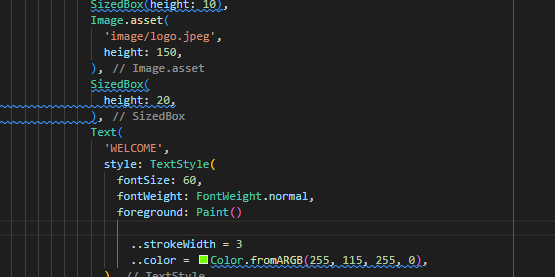 SizedBox(height: 10),
Image.asset(
'image/logo.jpeg',
height: 150,
), // Image.asset
SizedBox(
height: 20,
), // SizedBox
Text(
'WELCOME',
style: TextStyle(
fontSize: 60,
fontWeight: FontWeight.normal,
foreground: Paint()
..strokeWidth = 3
..color = Color.fromARGB(255, 115, 255, 0),
), // TextStyle